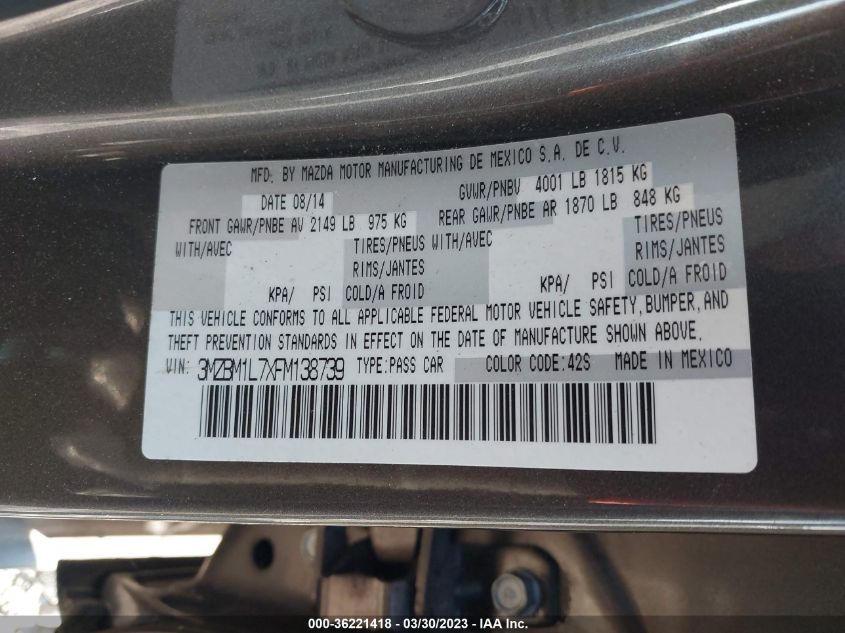 MFD. BY MAZDA MOTOR MANUFACTURING DE MEXICO S.A. DE C.V.
DATE 08/14 GVWR/PNBV 4001 LB 1815 KG
FRONT GAWR/PNBE AV 2149 LB 975 KG REAR GAWR/PNBE AR 1870 LB 848 KG
WITH/AVEC TIRES/PNEUS WITH/AVEC TIRES/PNEUS
RIMS/JANTES RIMS/JANTES
KPA/ PSI COLD/A FROID KPA/ PSI COLD/A FROID
THIS VEHICLE CONFORMS TO ALL APPLICABLE FEDERAL MOTOR VEHICLE SAFETY, BUMPER, AND
THEFT PREVENTION STANDARDS IN EFFECT ON THE DATE OF MANUFACTURE SHOWN ABOVE.
VIN: 3MZBM1L7XFM138739 TYPE:PASS CAR COLOR CODE:42S MADE IN MEXICO
000-36221418 - 03/30/2023 - IAA Inc.